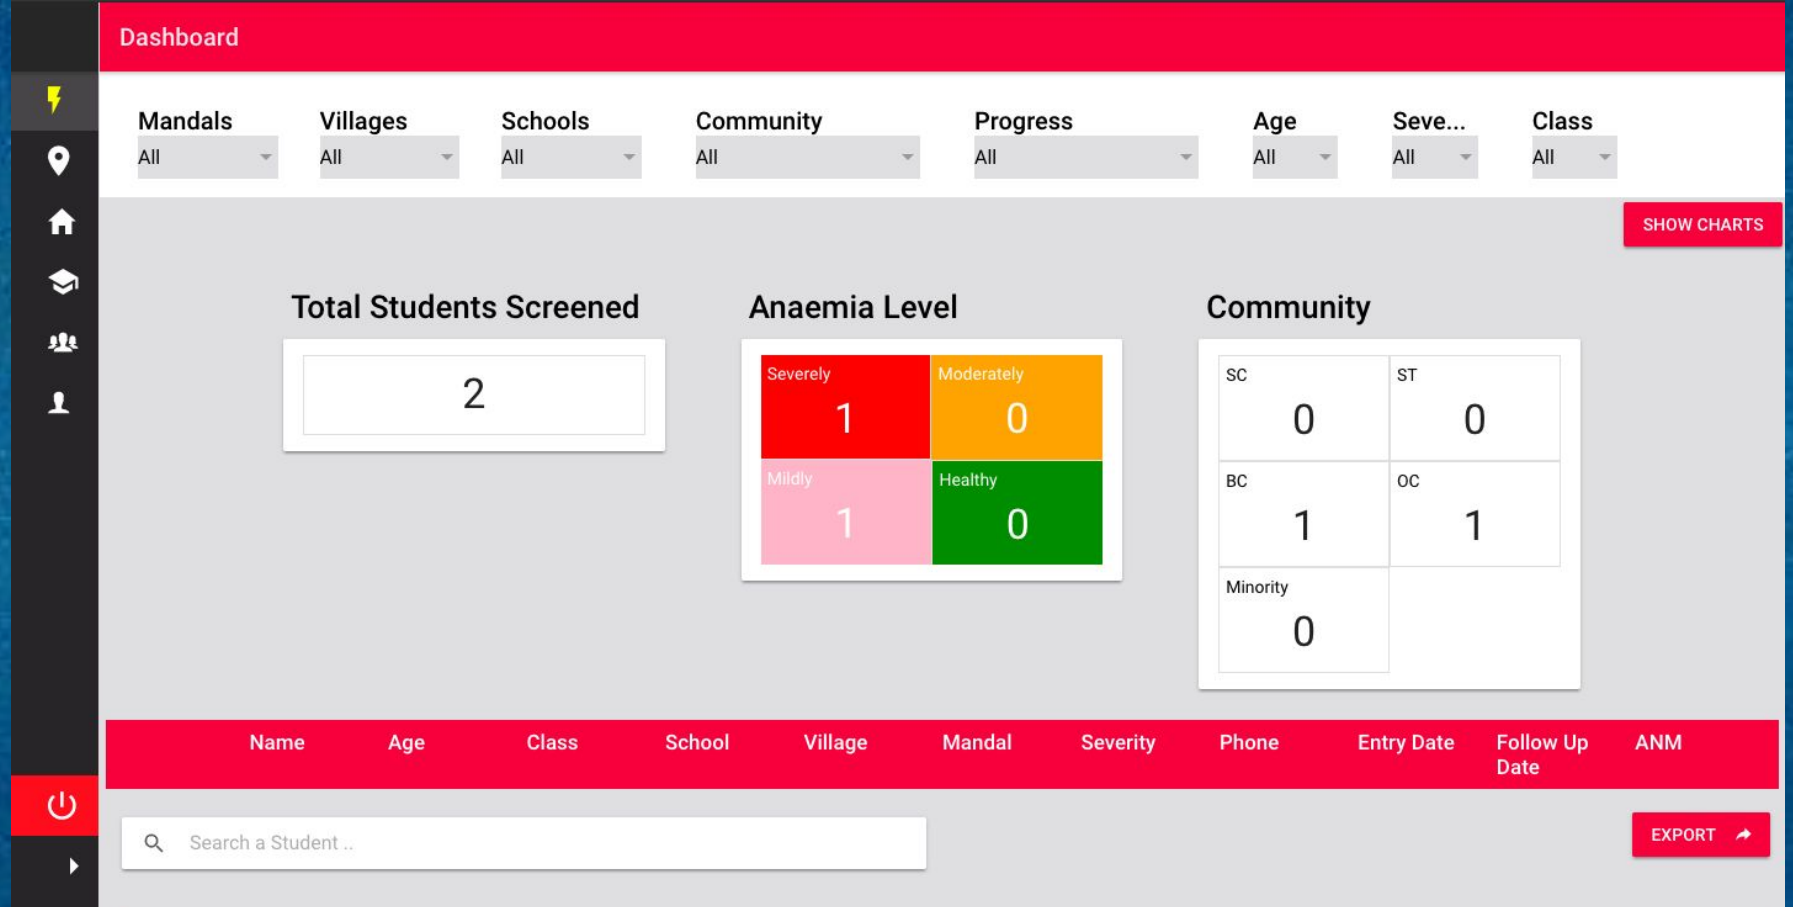 Dashboard
Mandals Villages Schools Community Progress Age Seve... Class
All All All All All All All All
SHOW CHARTS
Total Students Screened Anaemia Level Community
2
Severely Moderately
1 0
Mildly Healthy
1 0
SC ST
0 0
BC OC
1 1
Minority
0
Name Age Class School Village Mandal Severity Phone Entry Date Follow Up ANM
Date
Search a Student ..
EXPORT